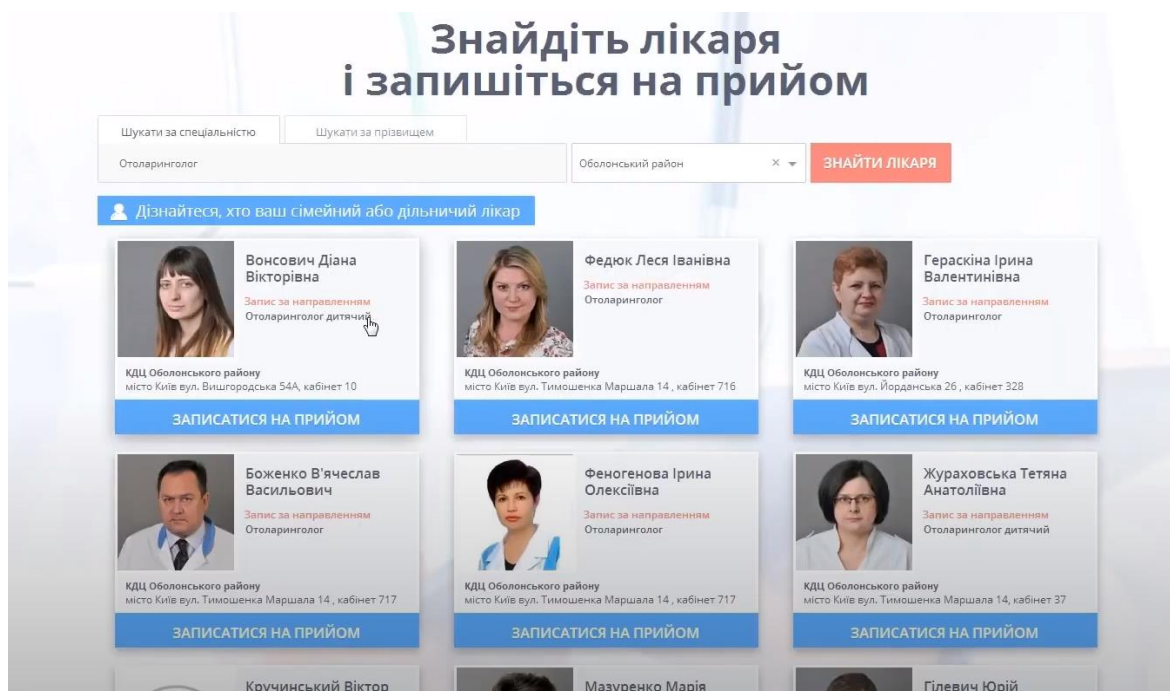 Знайдіть лікаря
і запишіться на прийом
Шукати за спеціальністю
Шукати за прізвищем
Отоларинголог
Оболонський район
ЗНАЙТИ ЛІКАРЯ
Дізнайтеся, хто ваш сімейний або дільничий лікар
Вонсович Діана
Вікторівна
Запис за направленням
Отоларинголог дитячий
КДЦ Оболонського району
місто Київ вул. Вишгородська 54А, кабінет 10
ЗАПИСАТИСЯ НА ПРИЙОМ
Федюк Леся Іванівна
Запис за направленням
Отоларинголог
КДЦ Оболонського району
місто Київ вул. Тимошенка Маршала 14 , кабінет 716
ЗАПИСАТИСЯ НА ПРИЙОМ
Гераскіна Ірина
Валентинівна
Запис за направленням
Отоларинголог
КДЦ Оболонського району
місто Київ вул. Йорданська 26 , кабінет 328
ЗАПИСАТИСЯ НА ПРИЙОМ
Боженко В'ячеслав
Васильович
Запис за направленням
Отоларинголог
КДЦ Оболонського району
місто Київ вул. Тимошенка Маршала 14 , кабінет 717
ЗАПИСАТИСЯ НА ПРИЙОМ
Феногенова Ірина
Олексіївна
Запис за направленням
Отоларинголог
КДЦ Оболонського району
місто Київ вул. Тимошенка Маршала 14 , кабінет 717
ЗАПИСАТИСЯ НА ПРИЙОМ
Жураховська Тетяна
Анатоліївна
Запис за направленням
Отоларинголог дитячий
КДЦ Оболонського району
місто Київ вул. Тимошенка Маршала 14, кабінет 37
ЗАПИСАТИСЯ НА ПРИЙОМ
Кручинський Віктор
Мазуренко Марія
Гілевич Юрій